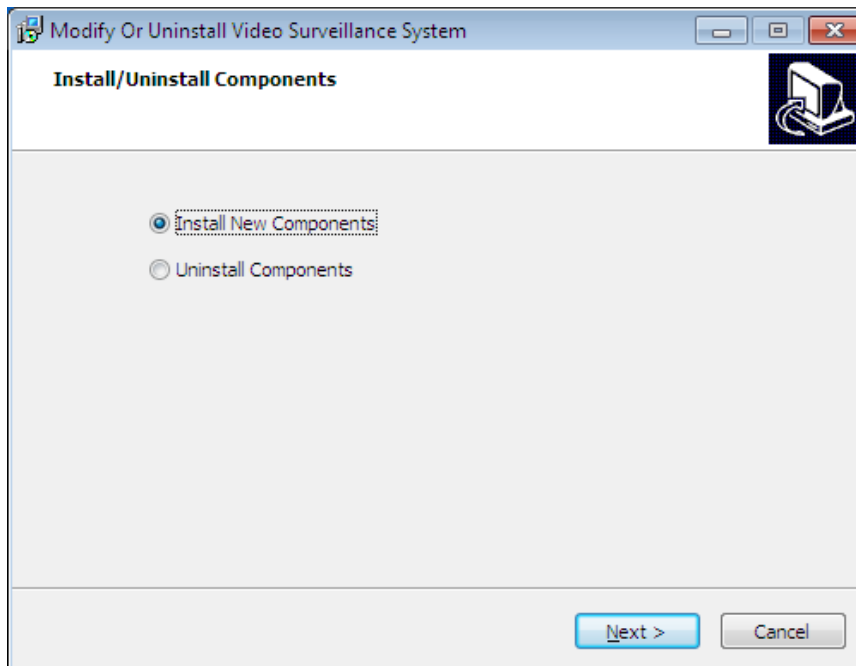 Modify Or Uninstall Video Surveillance System
Install/Uninstall Components
Install New Components
Uninstall Components
Next > Cancel